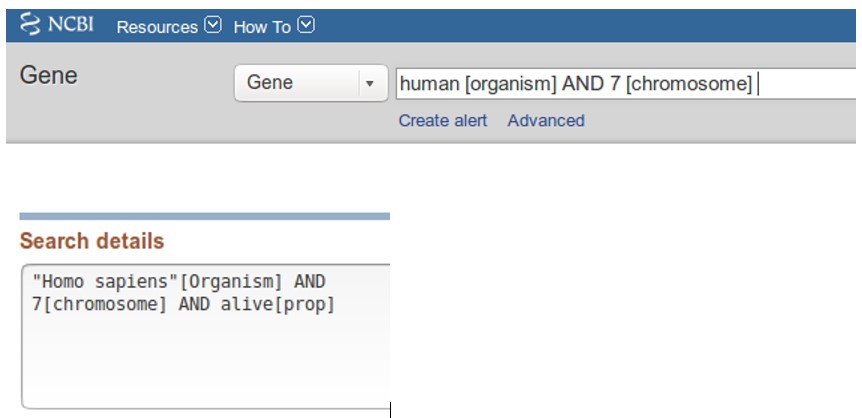 NCBI Resources How To
Gene Gene human [organism] AND 7 [chromosome]
Create alert Advanced
Search details
"Homo sapiens"[Organism] AND
7[chromosome] AND alive[prop]